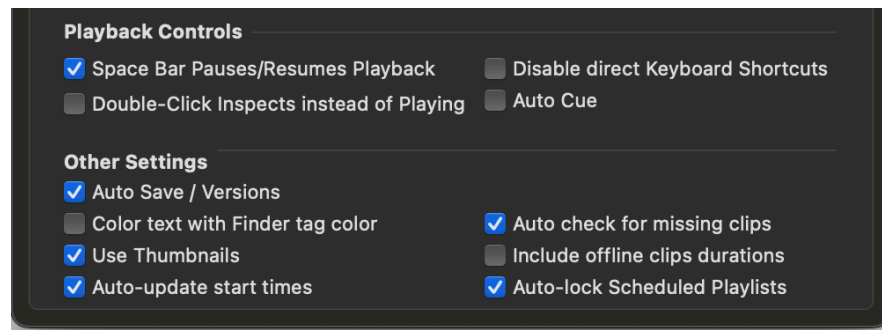 Playback Controls
Space Bar Pauses/Resumes Playback
Disable direct Keyboard Shortcuts
Double-Click Inspects instead of Playing
Auto Cue
Other Settings
Auto Save / Versions
Color text with Finder tag color
Auto check for missing clips
Use Thumbnails
Include offline clips durations
Auto-update start times
Auto-lock Scheduled Playlists